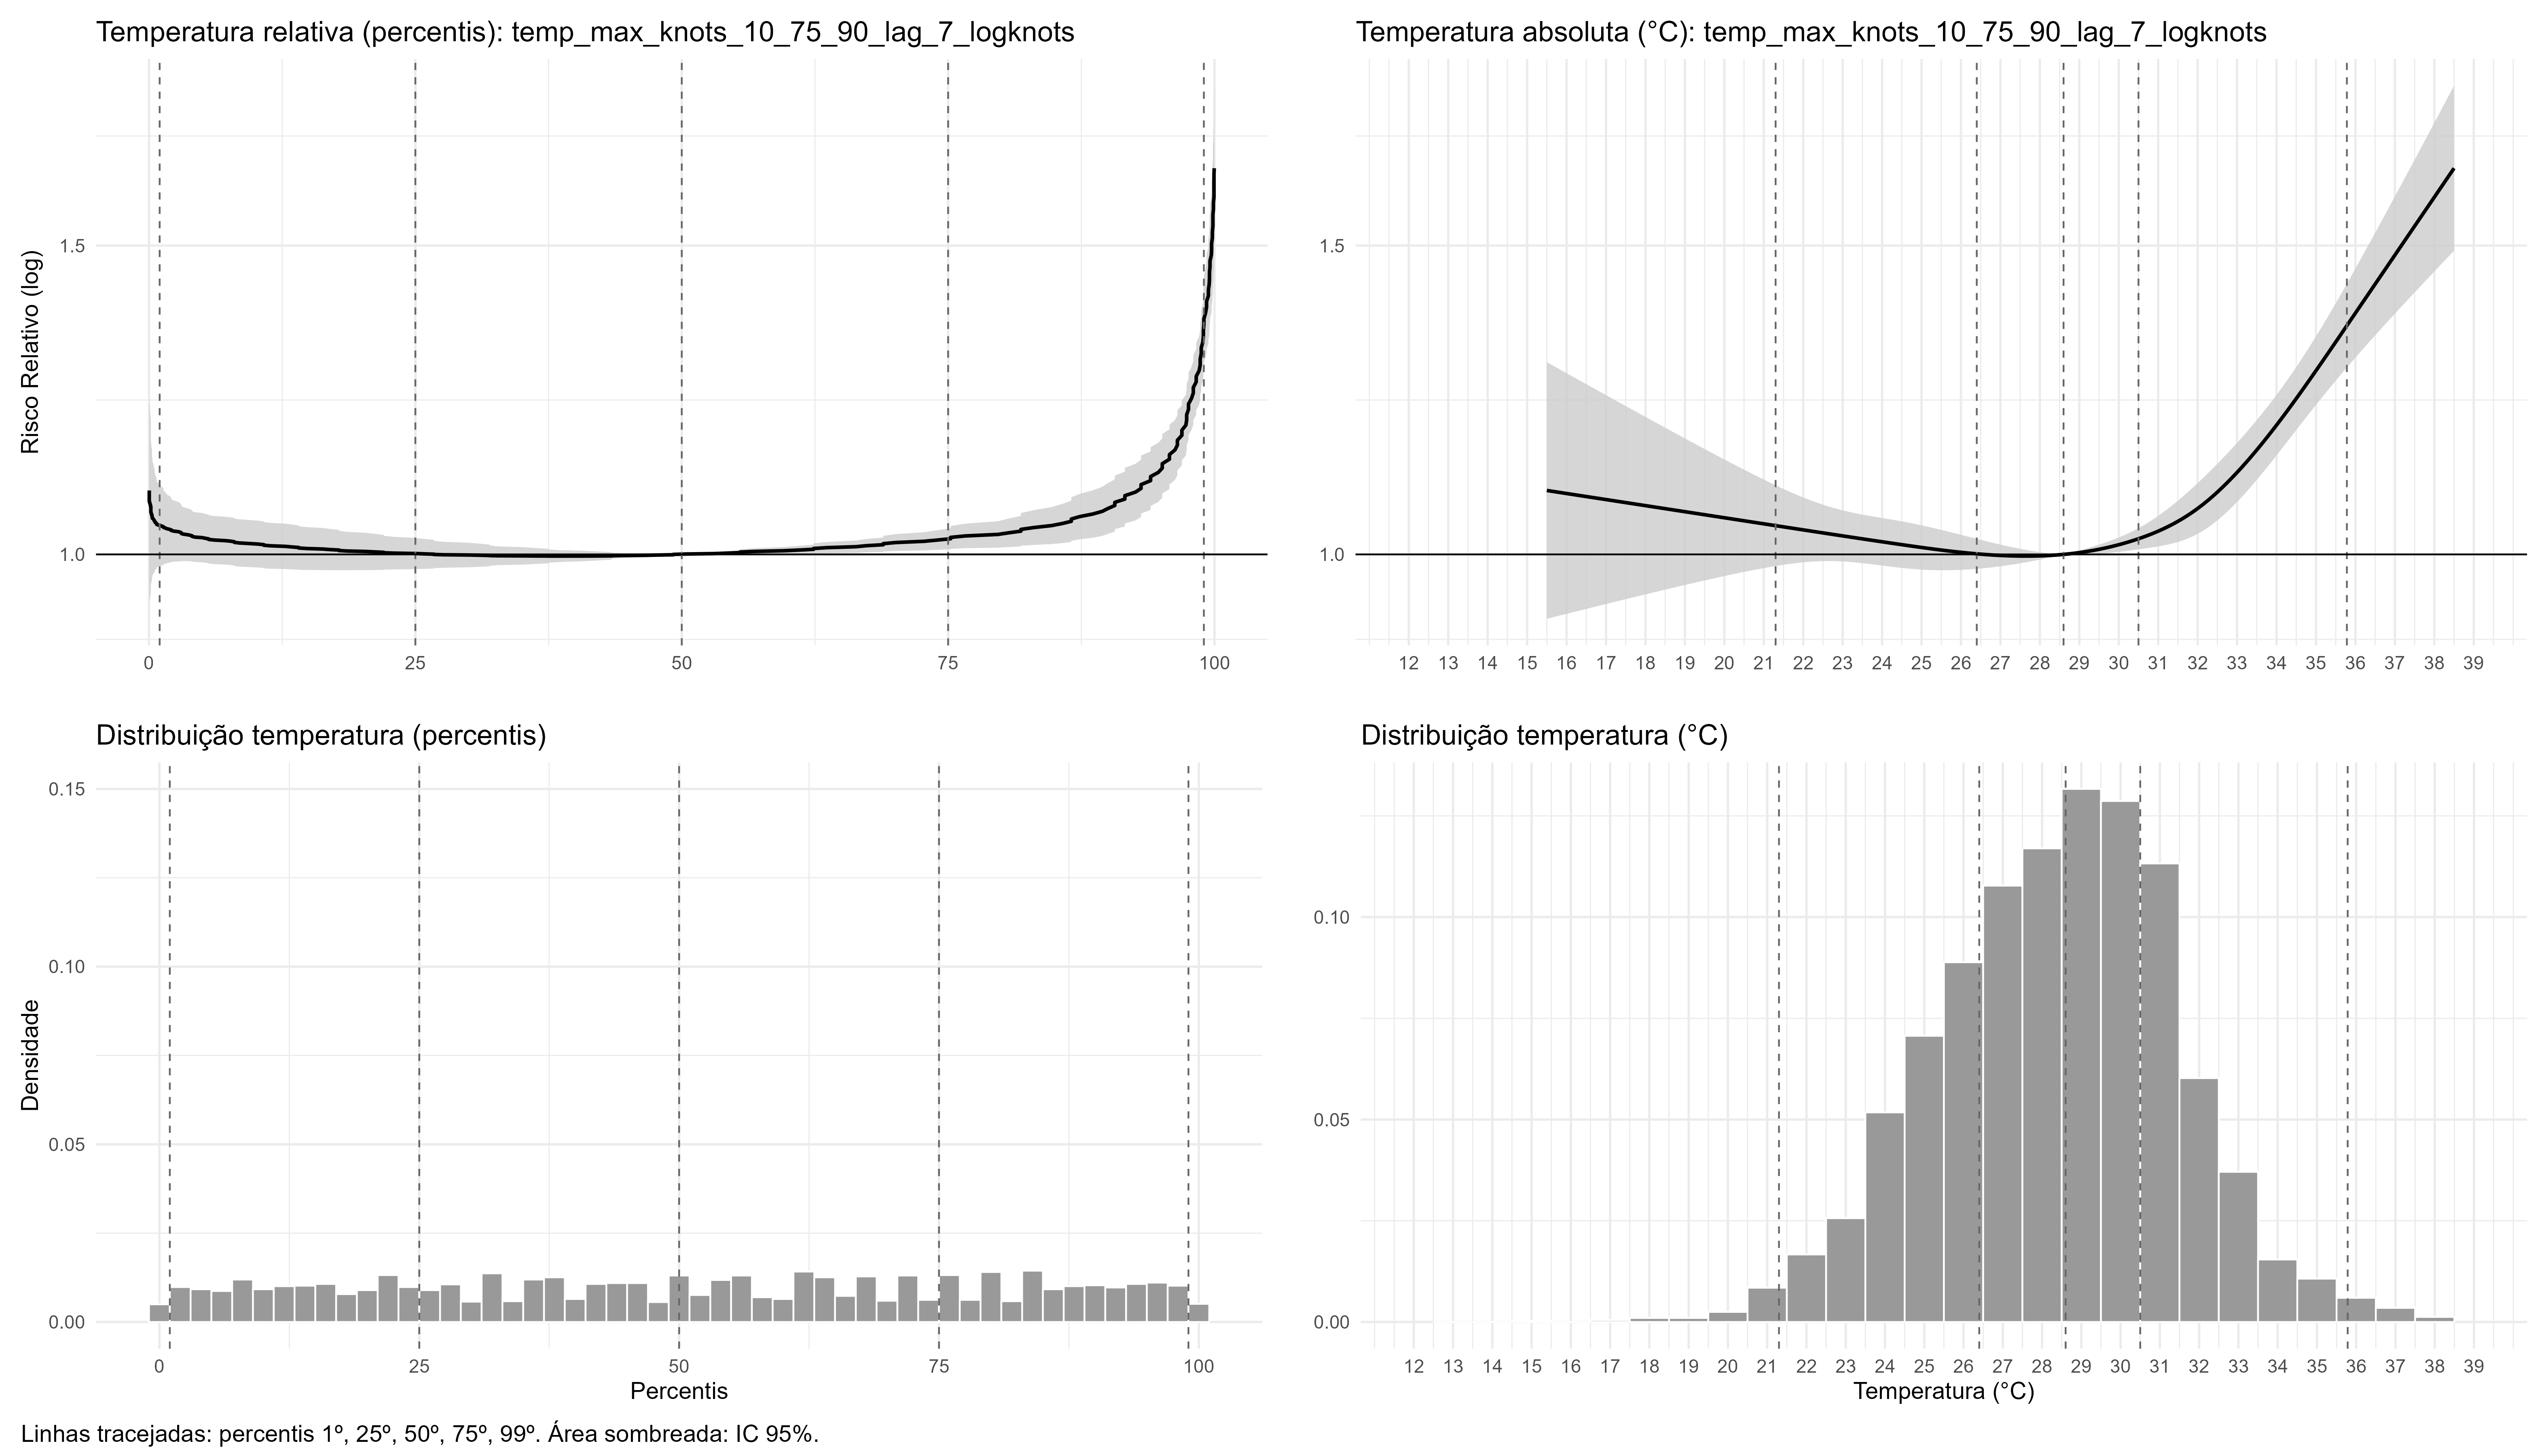 Temperatura relativa (percentis): temp_max_knots_10_75_90_lag_7_logknots
Risco Relativo (log)
1.5
1.0
0 25 50 75 100
Temperatura absoluta (°C): temp_max_knots_10_75_90_lag_7_logknots
1.5
1.0
12 13 14 15 16 17 18 19 20 21 22 23 24 25 26 27 28 29 30 31 32 33 34 35 36 37 38 39
Distribuição temperatura (percentis)
Densidade
0.15
0.10
0.05
0.00
0 25 50 75 100
Percentis
Distribuição temperatura (°C)
0.10
0.05
0.00
12 13 14 15 16 17 18 19 20 21 22 23 24 25 26 27 28 29 30 31 32 33 34 35 36 37 38 39
Temperatura (°C)
Linhas tracejadas: percentis 1º, 25º, 50º, 75º, 99º. Área sombreada: IC 95%.